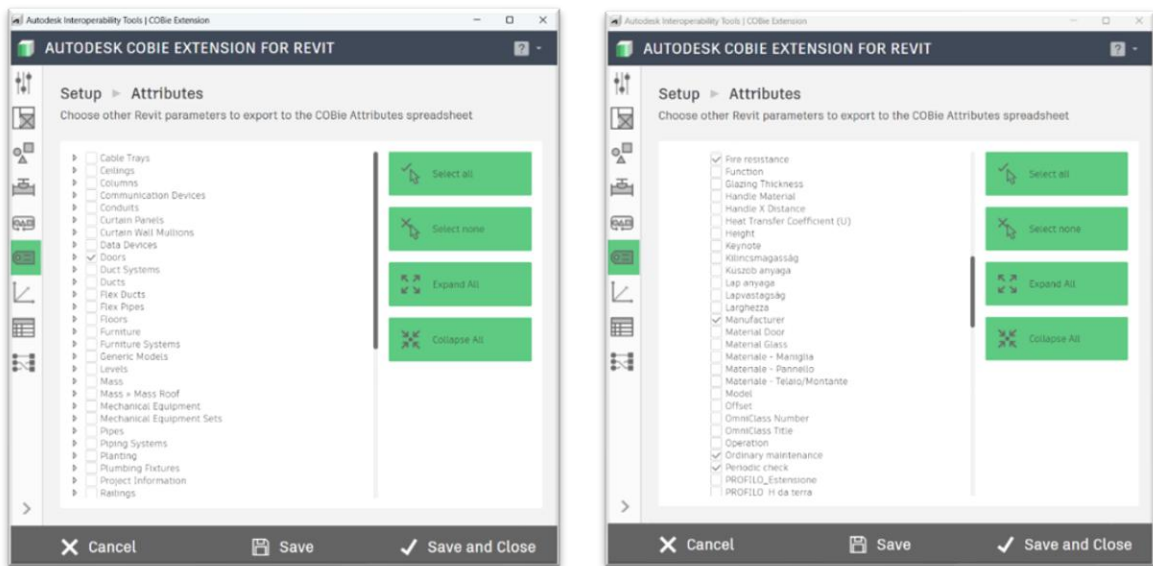 Autodesk Interoperability Tools | COBie Extension
AUTODESK COBIE EXTENSION FOR REVIT
?
Setup Attributes
Choose other Revit parameters to export to the COBie Attributes spreadsheet
Cable Trays
Ceilings
Columns
Communication Devices
Conduits
Curtain Panels
Curtain Wall Mullions
Data Devices
Doors
Duct Systems
Ducts
Flex Ducts
Flex Pipes
Floors
Furniture
Furniture Systems
Generic Models
Levels
Mass
Mass » Mass Roof
Mechanical Equipment
Mechanical Equipment Sets
Pipes
Piping Systems
Planting
Plumbing Fixtures
Project Information
Railings
Select all
Select none
Expand All
Collapse All
Cancel
Save
Save and Close
Autodesk Interoperability Tools | COBie Extension
AUTODESK COBIE EXTENSION FOR REVIT
?
Setup Attributes
Choose other Revit parameters to export to the COBie Attributes spreadsheet
Fire resistance
Function
Glazing Thickness
Handle Material
Handle X Distance
Heat Transfer Coefficient (U)
Height
Keynote
Kilincsmagasság
Kuszob anyaga
Lap anyaga
Lapvastagság
Larghezza
Manufacturer
Material Door
Material Glass
Materiale - Maniglia
Materiale - Pannello
Materiale - Telaio/Montante
Model
Offset
OmniClass Number
OmniClass Title
Operation
Ordinary maintenance
Periodic check
PROFILO_Estensione
PROFILO_H da terra
Select all
Select none
Expand All
Collapse All
Cancel
Save
Save and Close